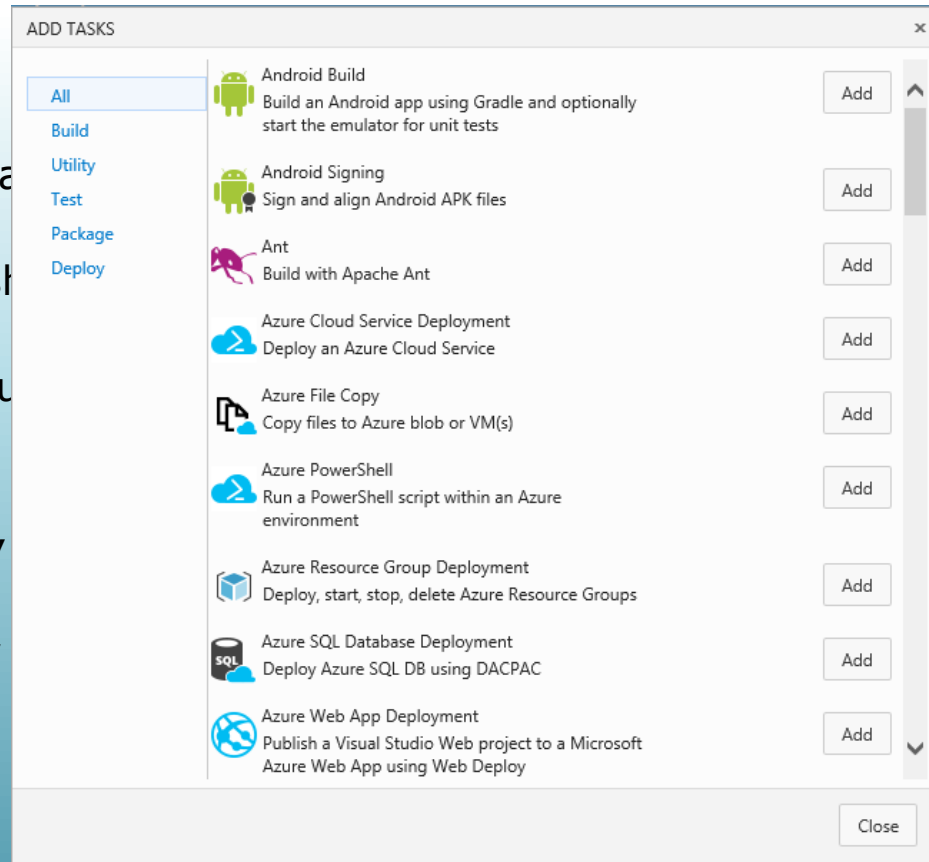 ADD TASKS
×
All
Build
Utility
Test
Package
Deploy
Android Build
Build an Android app using Gradle and optionally
start the emulator for unit tests
Add
Android Signing
Sign and align Android APK files
Add
Ant
Build with Apache Ant
Add
Azure Cloud Service Deployment
Deploy an Azure Cloud Service
Add
Azure File Copy
Copy files to Azure blob or VM(s)
Add
Azure PowerShell
Run a PowerShell script within an Azure
environment
Add
Azure Resource Group Deployment
Deploy, start, stop, delete Azure Resource Groups
Add
SQL
Azure SQL Database Deployment
Deploy Azure SQL DB using DACPAC
Add
Azure Web App Deployment
Publish a Visual Studio Web project to a Microsoft
Azure Web App using Web Deploy
Add
Close